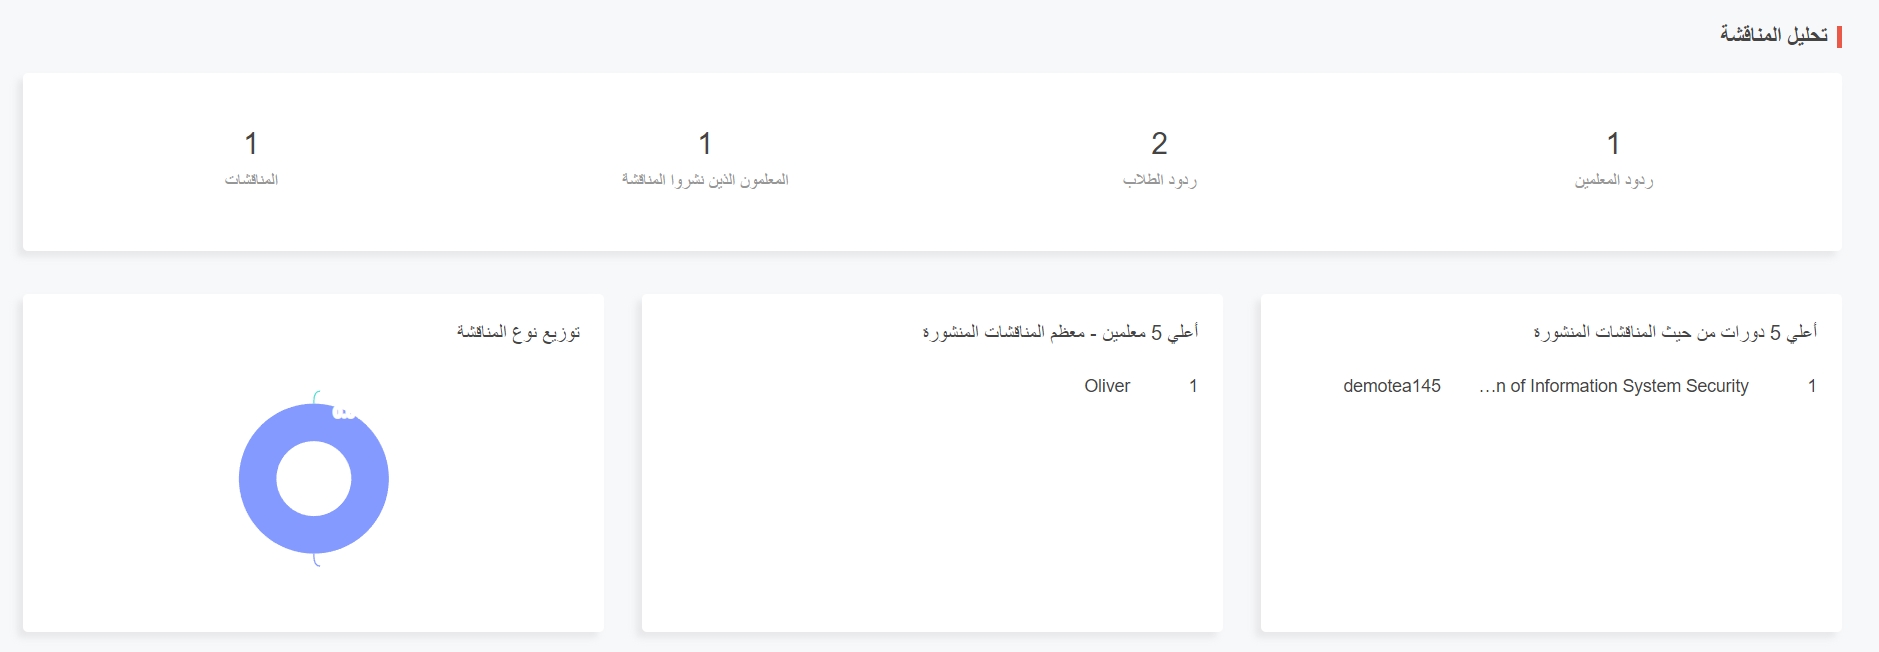 تحليل المناقشة
1
ردود المعلمين
2
ردود الطلاب
1
المعلمون الذين نشروا المناقشة
1
المناقشات
أعلي 5 دورات من حيث المناقشات المنشورة
1 …n of Information System Security demotea145
أعلي 5 معلمين - معظم المناقشات المنشورة
1 Oliver
توزيع نوع المناقشة